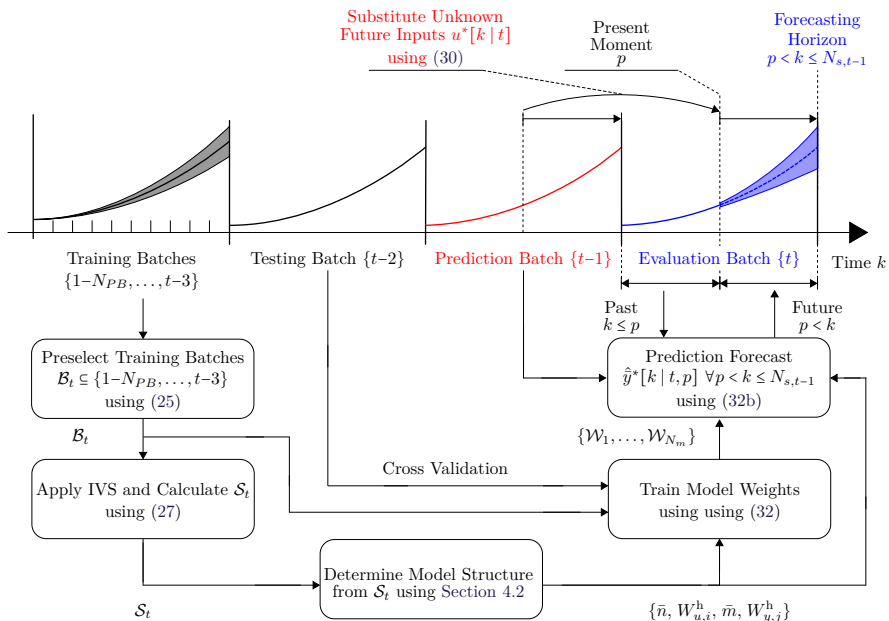 Substitute Unknown
Future Inputs u*[k | t]
using (30)
Present
Moment
p
Forecasting
Horizon
p < k ≤ N_{s,t−1}
Training Batches
{1−N_{PB}, . . . , t−3}
Testing Batch {t−2}
Prediction Batch {t−1}
Evaluation Batch {t}
Time k
Past
k ≤ p
Future
p < k
Preselect Training Batches
ℬ_t ⊆ {1−N_{PB}, . . . , t−3}
using (25)
Prediction Forecast
ŷ̄*[k | t, p] ∀p < k ≤ N_{s,t−1}
using (32b)
ℬ_t
{𝒲_1, . . . , 𝒲_{N_m}}
Cross Validation
Apply IVS and Calculate 𝒮_t
using (27)
Train Model Weights
using using (32)
Determine Model Structure
from 𝒮_t using Section 4.2
𝒮_t
{n̄, W^h_{u,i}, m̄, W^h_{y,j}}